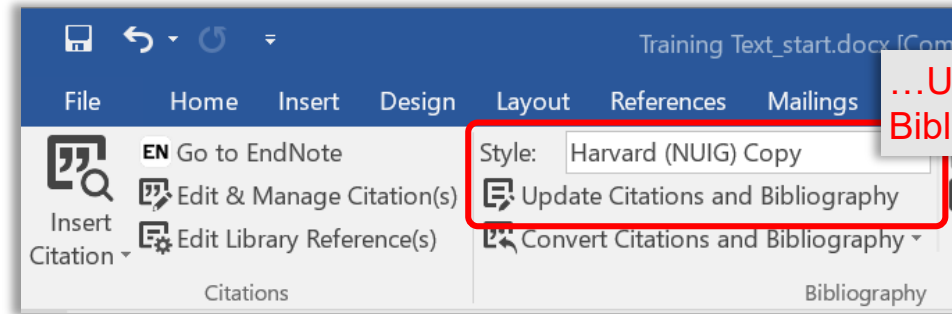 Training Text_start.docx [Com
…U
Bibl
File Home Insert Design Layout References Mailings
EN Go to EndNote
Edit & Manage Citation(s)
Edit Library Reference(s)
Insert
Citation
Citations
Style: Harvard (NUIG) Copy
Update Citations and Bibliography
Convert Citations and Bibliography
Bibliography